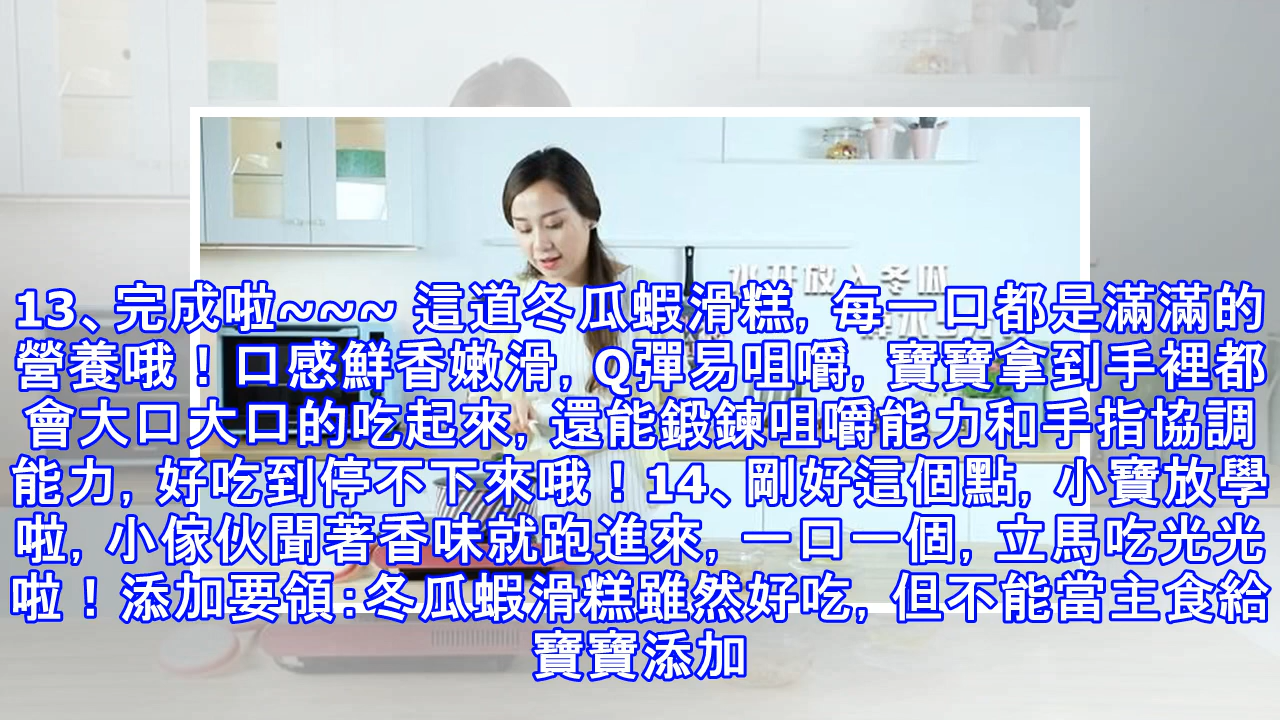 水开放入冬瓜
13、完成啦~~~ 這道冬瓜蝦滑糕, 每一口都是滿滿的
營養哦！口感鮮香嫩滑, Q彈易咀嚼, 寶寶拿到手裡都
會大口大口的吃起來, 還能鍛鍊咀嚼能力和手指協調
能力, 好吃到停不下來哦！14、剛好這個點, 小寶放學
啦, 小傢伙聞著香味就跑進來, 一口一個, 立馬吃光光
啦！添加要領:冬瓜蝦滑糕雖然好吃, 但不能當主食給
寶寶添加